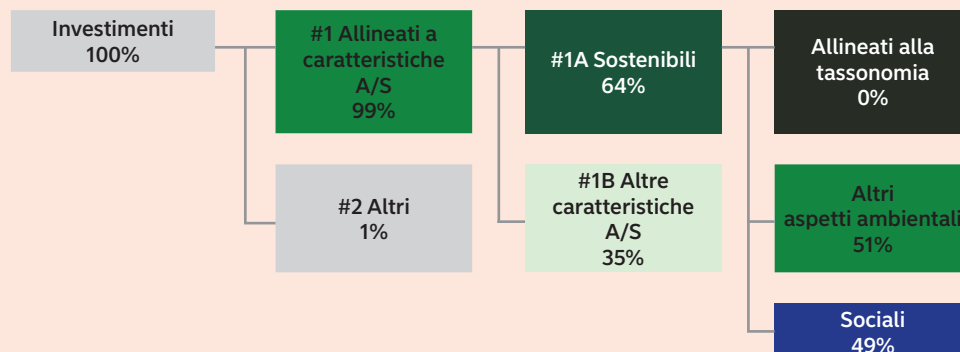 Investimenti
100%
#1 Allineati a
caratteristiche
A/S
99%
#1A Sostenibili
64%
Allineati alla
tassonomia
0%
#2 Altri
1%
#1B Altre
caratteristiche
A/S
35%
Altri
aspetti ambientali
51%
Sociali
49%